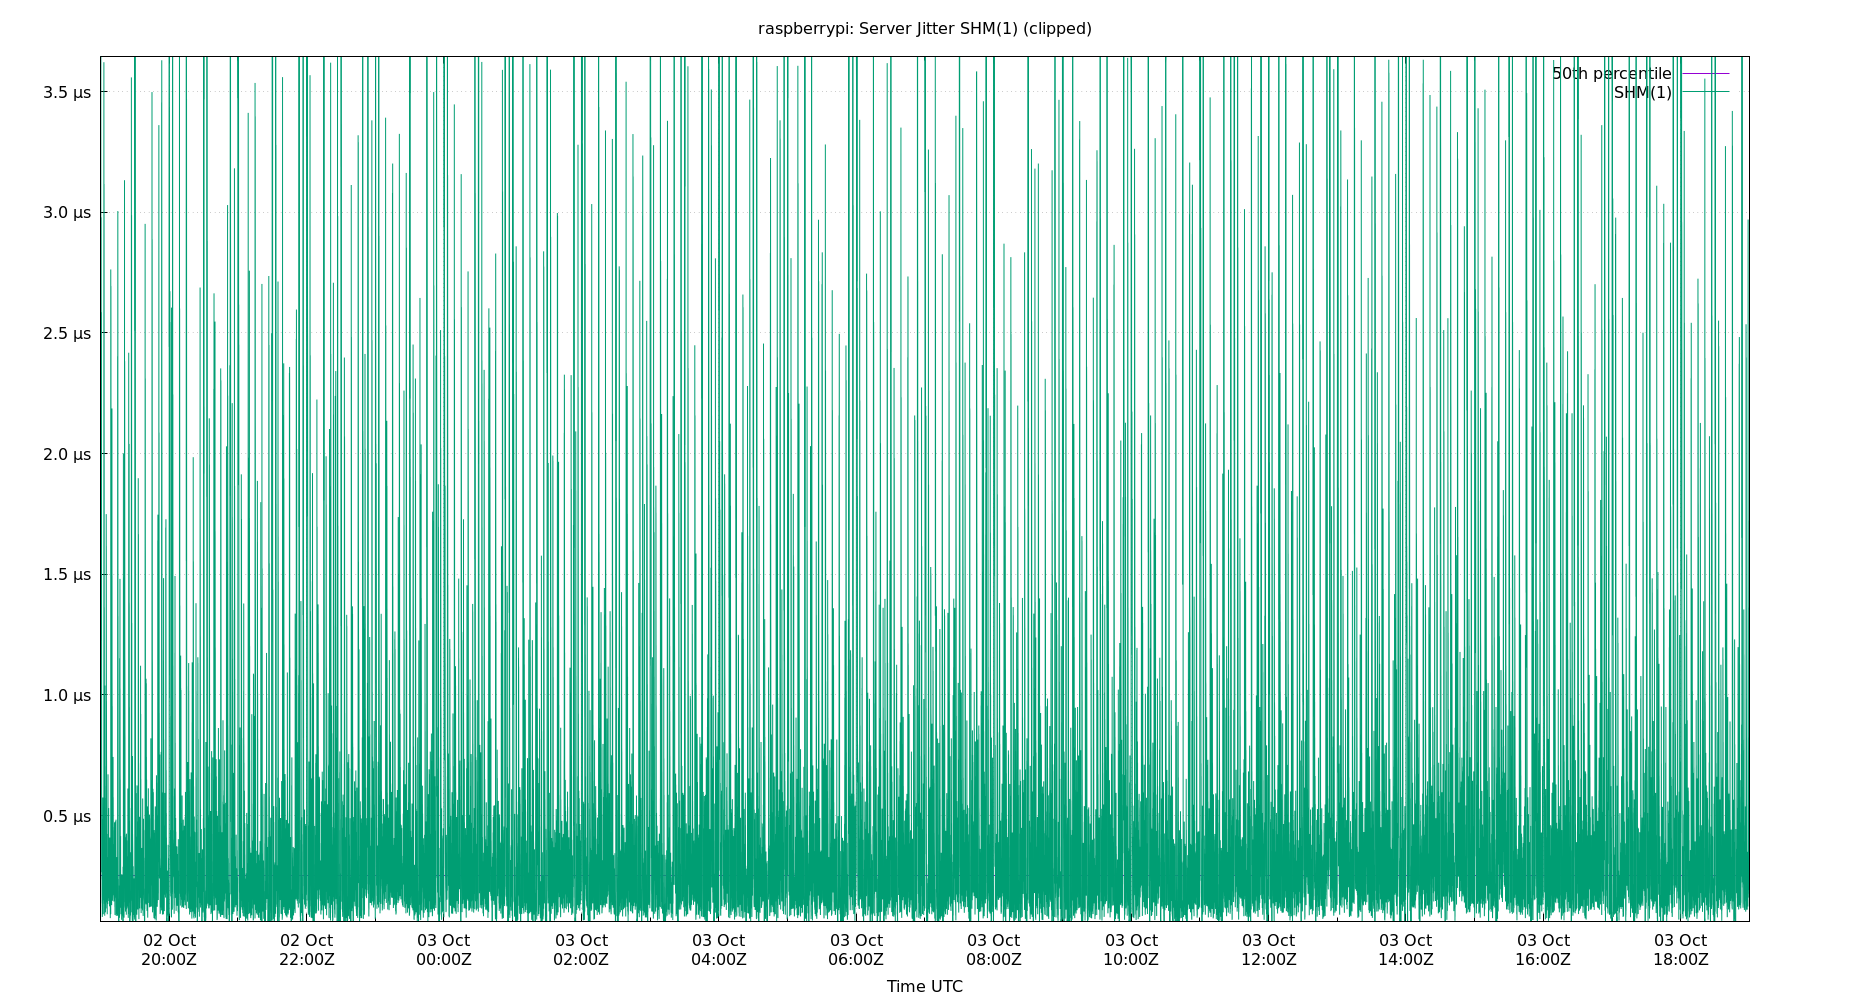 raspberrypi: Server Jitter SHM(1) (clipped)
50th percentile
SHM(1)
3.5 µs
3.0 µs
2.5 µs
2.0 µs
1.5 µs
1.0 µs
0.5 µs
02 Oct 02 Oct 03 Oct 03 Oct 03 Oct 03 Oct 03 Oct 03 Oct 03 Oct 03 Oct 03 Oct 03 Oct
20:00Z 22:00Z 00:00Z 02:00Z 04:00Z 06:00Z 08:00Z 10:00Z 12:00Z 14:00Z 16:00Z 18:00Z
Time UTC